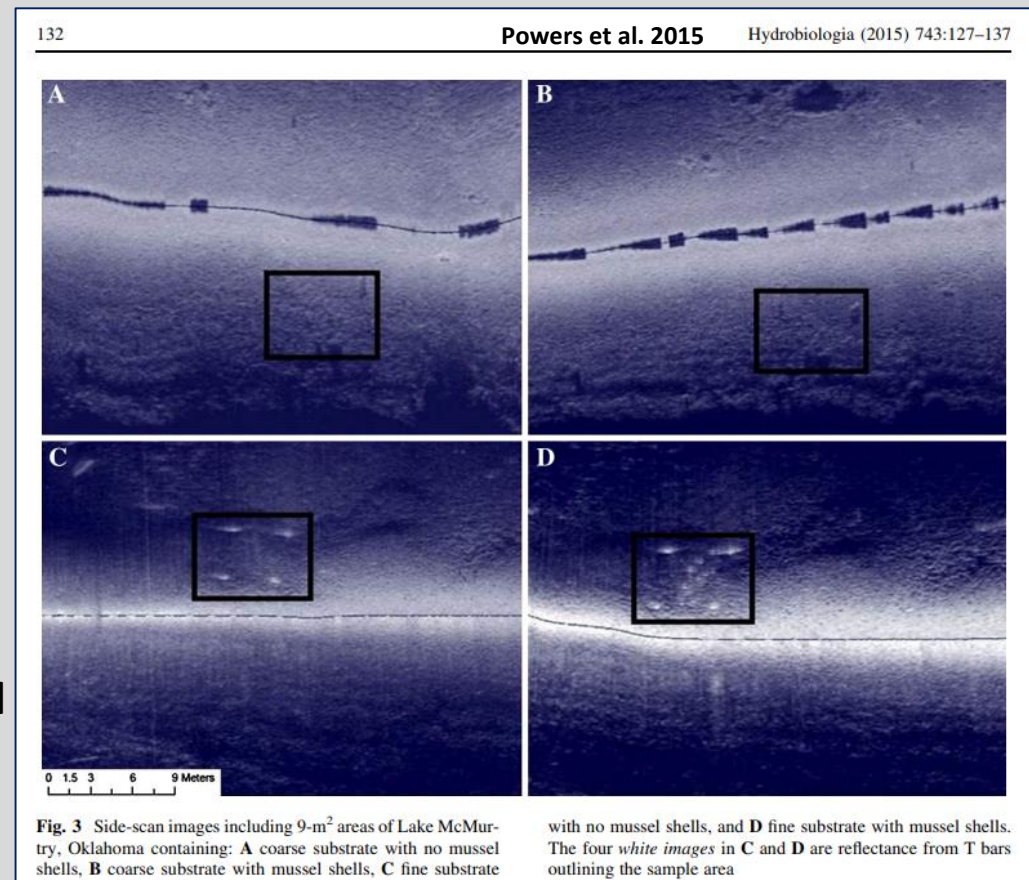 132
Powers et al. 2015
Hydrobiologia (2015) 743:127–137
A
B
C
D
0 1.5 3 6 9 Meters
Fig. 3 Side-scan images including 9-m² areas of Lake McMur-
try, Oklahoma containing: A coarse substrate with no mussel
shells, B coarse substrate with mussel shells, C fine substrate
with no mussel shells, and D fine substrate with mussel shells.
The four white images in C and D are reflectance from T bars
outlining the sample area